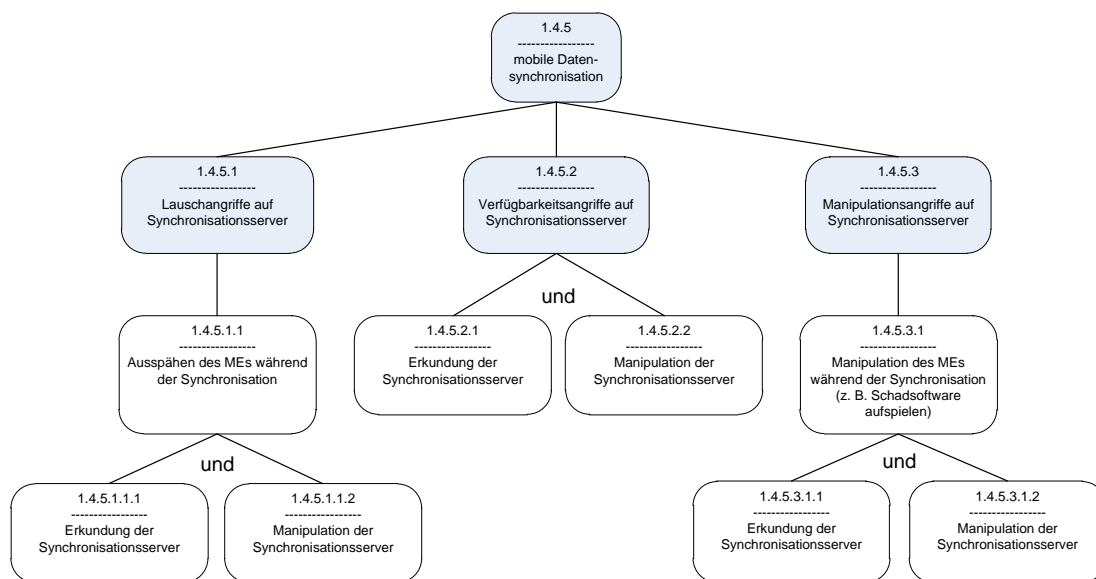 1.4.5
-----------------
mobile Daten-
synchronisation
1.4.5.1
-----------------
Lauschangriffe auf
Synchronisationsserver
1.4.5.2
-----------------
Verfügbarkeitsangriffe auf
Synchronisationsserver
1.4.5.3
-----------------
Manipulationsangriffe auf
Synchronisationsserver
1.4.5.1.1
-----------------
Ausspähen des MEs während
der Synchronisation
und
1.4.5.2.1
-----------------
Erkundung der
Synchronisationsserver
1.4.5.2.2
-----------------
Manipulation der
Synchronisationsserver
1.4.5.3.1
-----------------
Manipulation des MEs
während der Synchronisation
(z. B. Schadsoftware
aufspielen)
und
1.4.5.1.1.1
-----------------
Erkundung der
Synchronisationsserver
1.4.5.1.1.2
-----------------
Manipulation der
Synchronisationsserver
und
1.4.5.3.1.1
-----------------
Erkundung der
Synchronisationsserver
1.4.5.3.1.2
-----------------
Manipulation der
Synchronisationsserver